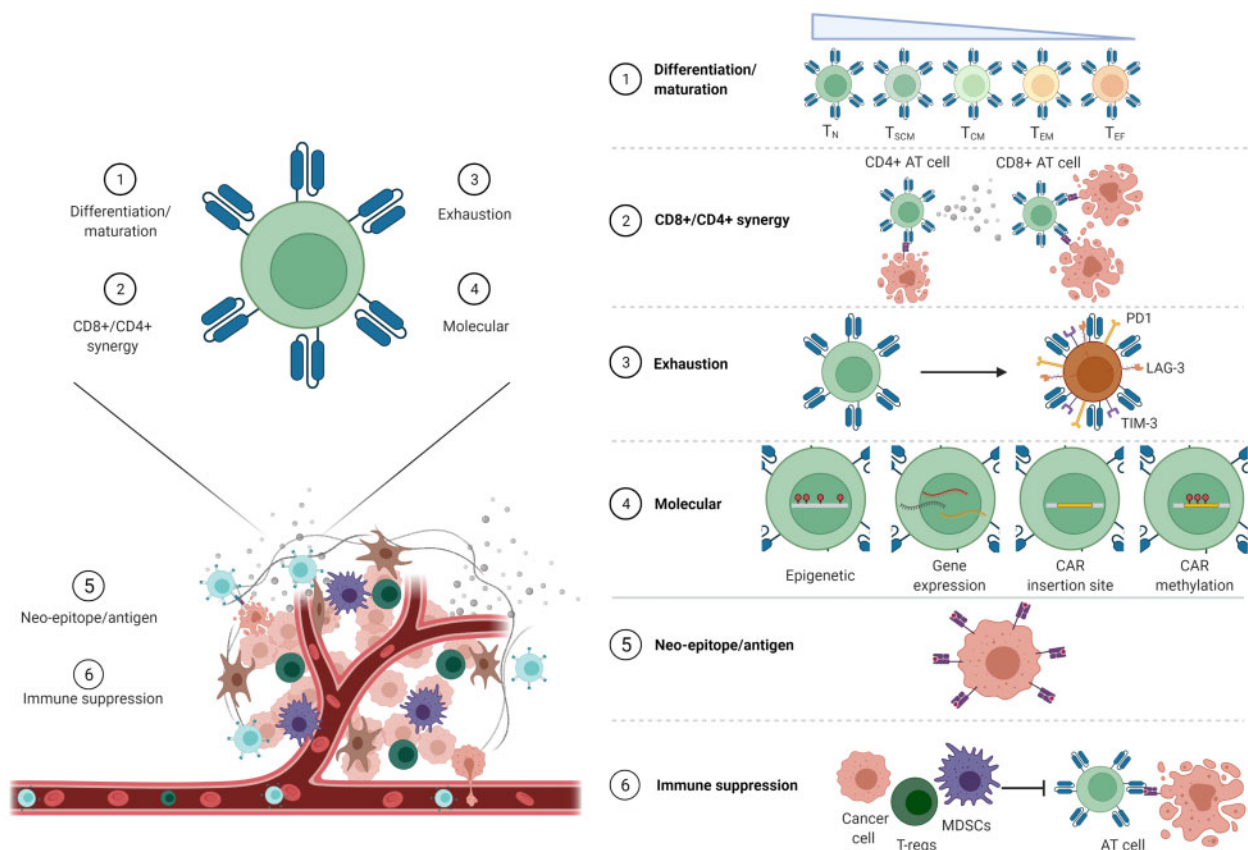 1
Differentiation/
maturation
2
CD8+/CD4+
synergy
3
Exhaustion
4
Molecular
5
Neo-epitope/antigen
6
Immune suppression
1
Differentiation/
maturation
TN
TSCM
TCM
TEM
TEF
2
CD8+/CD4+ synergy
CD4+ AT cell
CD8+ AT cell
3
Exhaustion
PD1
LAG-3
TIM-3
4
Molecular
Epigenetic
Gene
expression
CAR
insertion site
CAR
methylation
5
Neo-epitope/antigen
6
Immune suppression
Cancer
cell
T-regs
MDSCs
AT cell